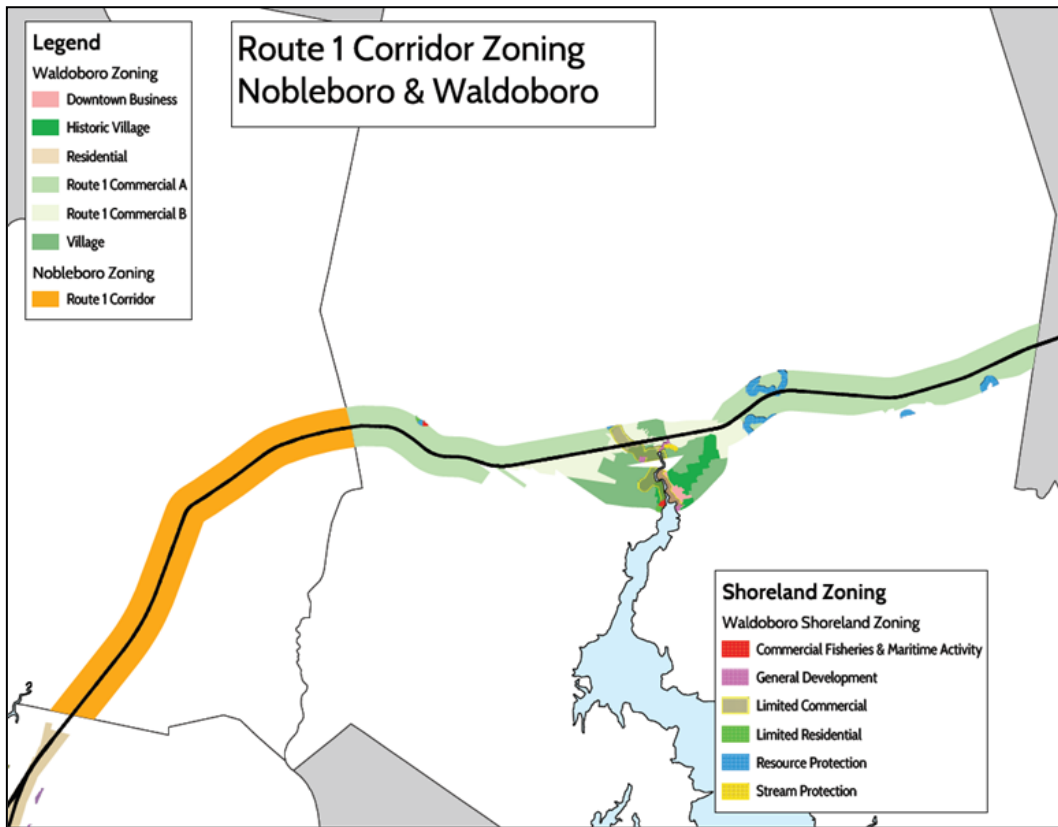 Legend
Waldoboro Zoning
Downtown Business
Historic Village
Residential
Route 1 Commercial A
Route 1 Commercial B
Village
Nobleboro Zoning
Route 1 Corridor
Route 1 Corridor Zoning
Nobleboro & Waldoboro
Shoreland Zoning
Waldoboro Shoreland Zoning
Commercial Fisheries & Maritime Activity
General Development
Limited Commercial
Limited Residential
Resource Protection
Stream Protection